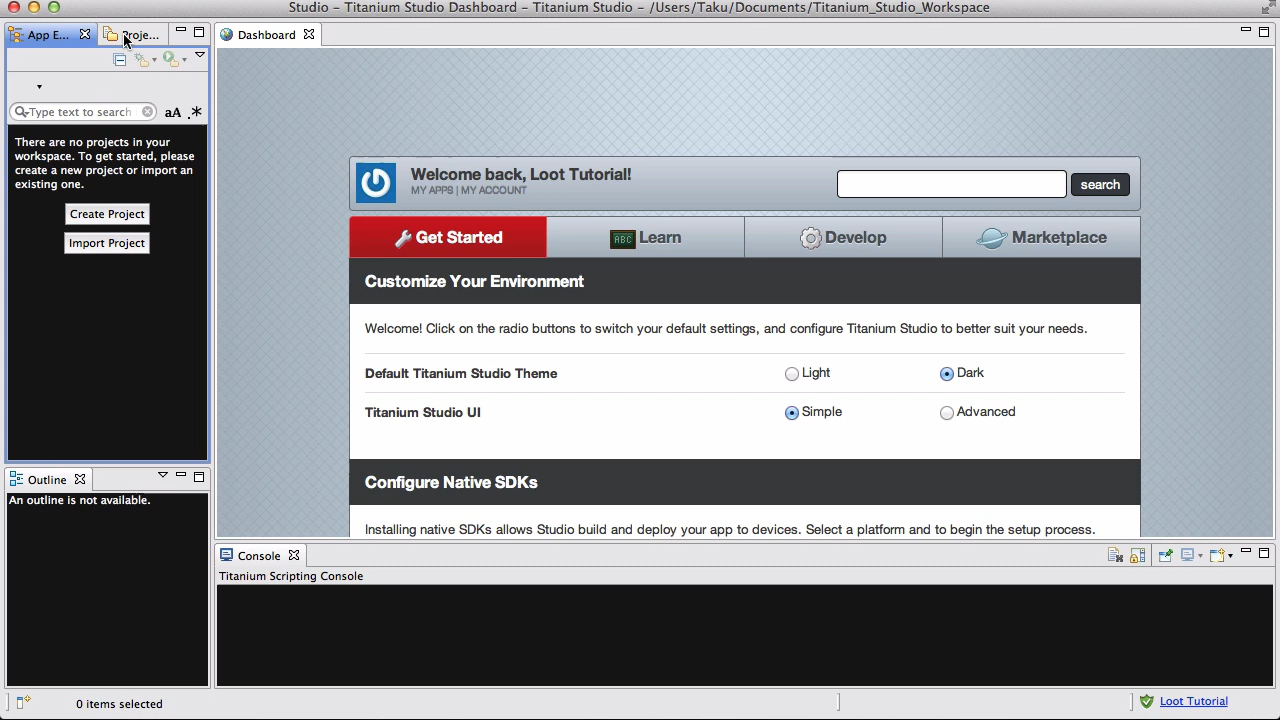 Studio – Titanium Studio Dashboard – Titanium Studio – /Users/Taku/Documents/Titanium_Studio_Workspace
App E...
Proje...
Dashboard
Type text to search
aA .*
There are no projects in your
workspace. To get started, please
create a new project or import an
existing one.
Create Project
Import Project
Welcome back, Loot Tutorial!
MY APPS | MY ACCOUNT
search
Get Started
ABC Learn
Develop
Marketplace
Customize Your Environment
Welcome! Click on the radio buttons to switch your default settings, and configure Titanium Studio to better suit your needs.
Default Titanium Studio Theme
Light
Dark
Titanium Studio UI
Simple
Advanced
Configure Native SDKs
Installing native SDKs allows Studio build and deploy your app to devices. Select a platform and to begin the setup process.
Outline
An outline is not available.
Console
Titanium Scripting Console
0 items selected
Loot Tutorial